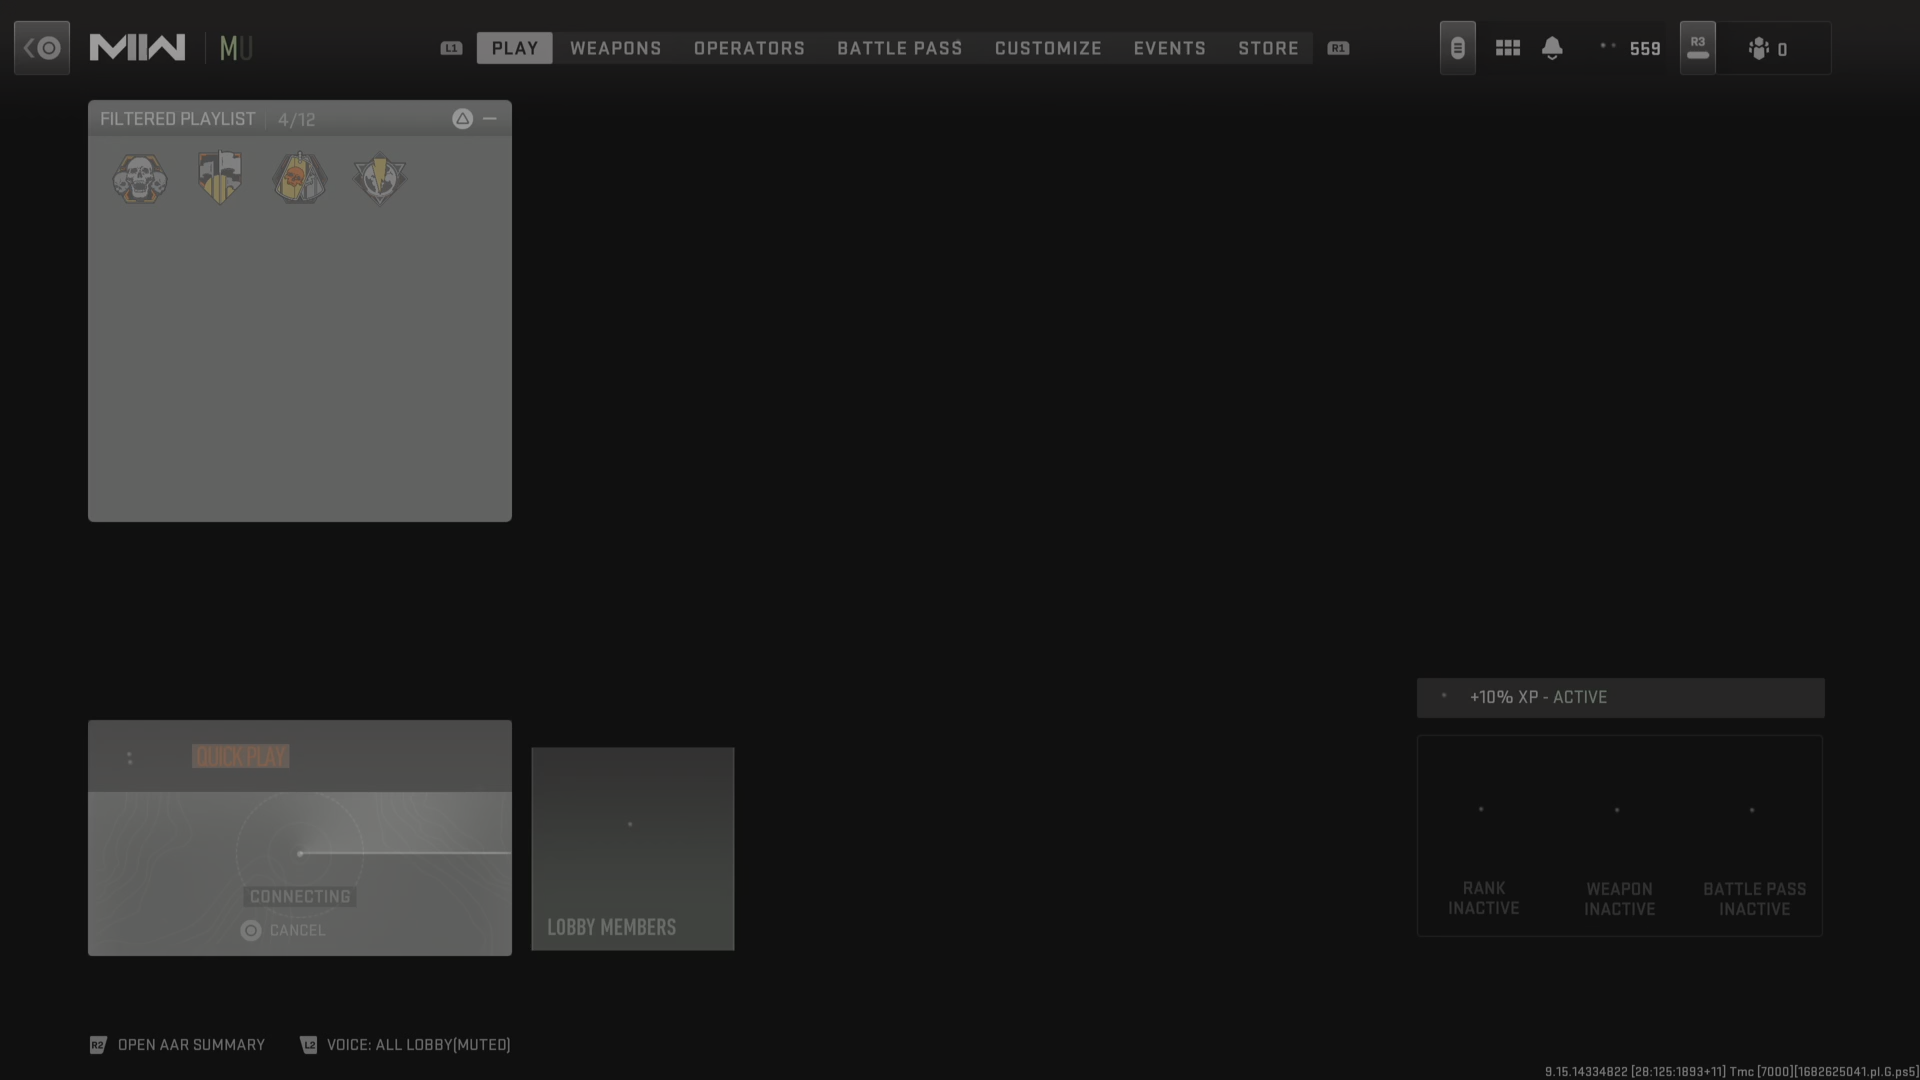 MW MU
L1 PLAY WEAPONS OPERATORS BATTLE PASS CUSTOMIZE EVENTS STORE R1
559 R3 0
FILTERED PLAYLIST 4/12
+10% XP - ACTIVE
QUICK PLAY
CONNECTING
CANCEL
LOBBY MEMBERS
RANK
INACTIVE
WEAPON
INACTIVE
BATTLE PASS
INACTIVE
R2 OPEN AAR SUMMARY L2 VOICE: ALL LOBBY(MUTED)
9.15.14334822 [28:125:1893+11] Tmc [7000][1682625041.pl.G.ps5]